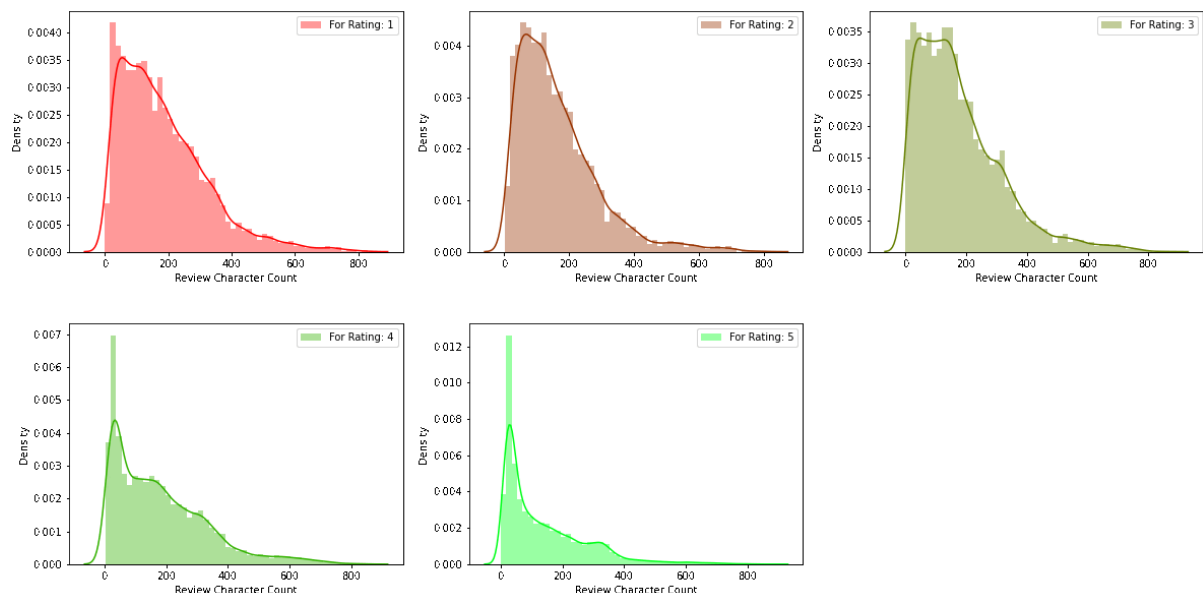 For Rating: 1
0.0040
0.0035
0.0030
0.0025
0.0020
0.0015
0.0010
0.0005
0.0000
Density
0 200 400 600 800
Review Character Count
For Rating: 2
0.004
0.003
0.002
0.001
0.000
Density
0 200 400 600 800
Review Character Count
For Rating: 3
0.0035
0.0030
0.0025
0.0020
0.0015
0.0010
0.0005
0.0000
Density
0 200 400 600 800
Review Character Count
For Rating: 4
0.007
0.006
0.005
0.004
0.003
0.002
0.001
0.000
Density
0 200 400 600 800
Review Character Count
For Rating: 5
0.012
0.010
0.008
0.006
0.004
0.002
0.000
Density
0 200 400 600 800
Review Character Count